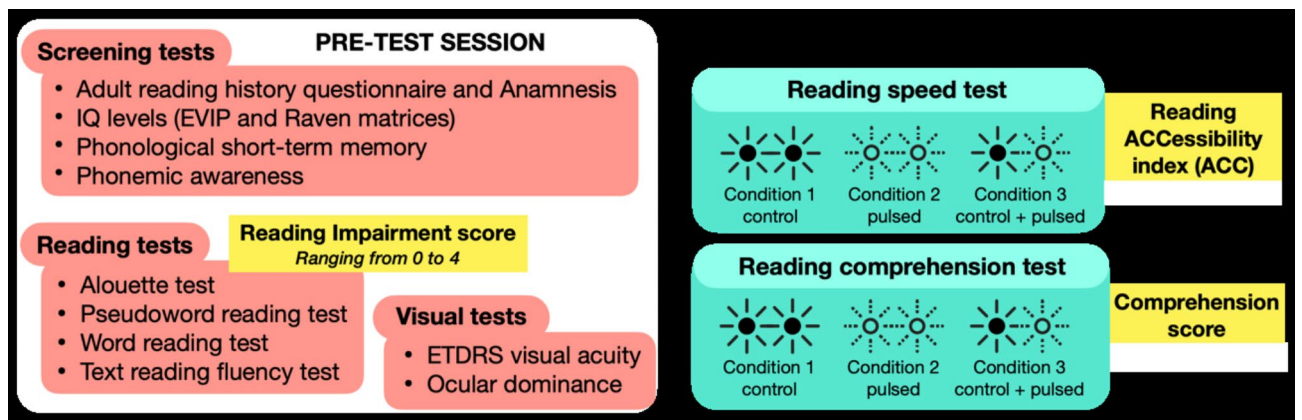 PRE-TEST SESSION
Screening tests
• Adult reading history questionnaire and Anamnesis
• IQ levels (EVIP and Raven matrices)
• Phonological short-term memory
• Phonemic awareness
Reading tests
Reading Impairment score
Ranging from 0 to 4
• Alouette test
• Pseudoword reading test
• Word reading test
• Text reading fluency test
Visual tests
• ETDRS visual acuity
• Ocular dominance
Reading speed test
Condition 1
control
Condition 2
pulsed
Condition 3
control + pulsed
Reading
ACCessibility
index (ACC)
Reading comprehension test
Condition 1
control
Condition 2
pulsed
Condition 3
control + pulsed
Comprehension
score